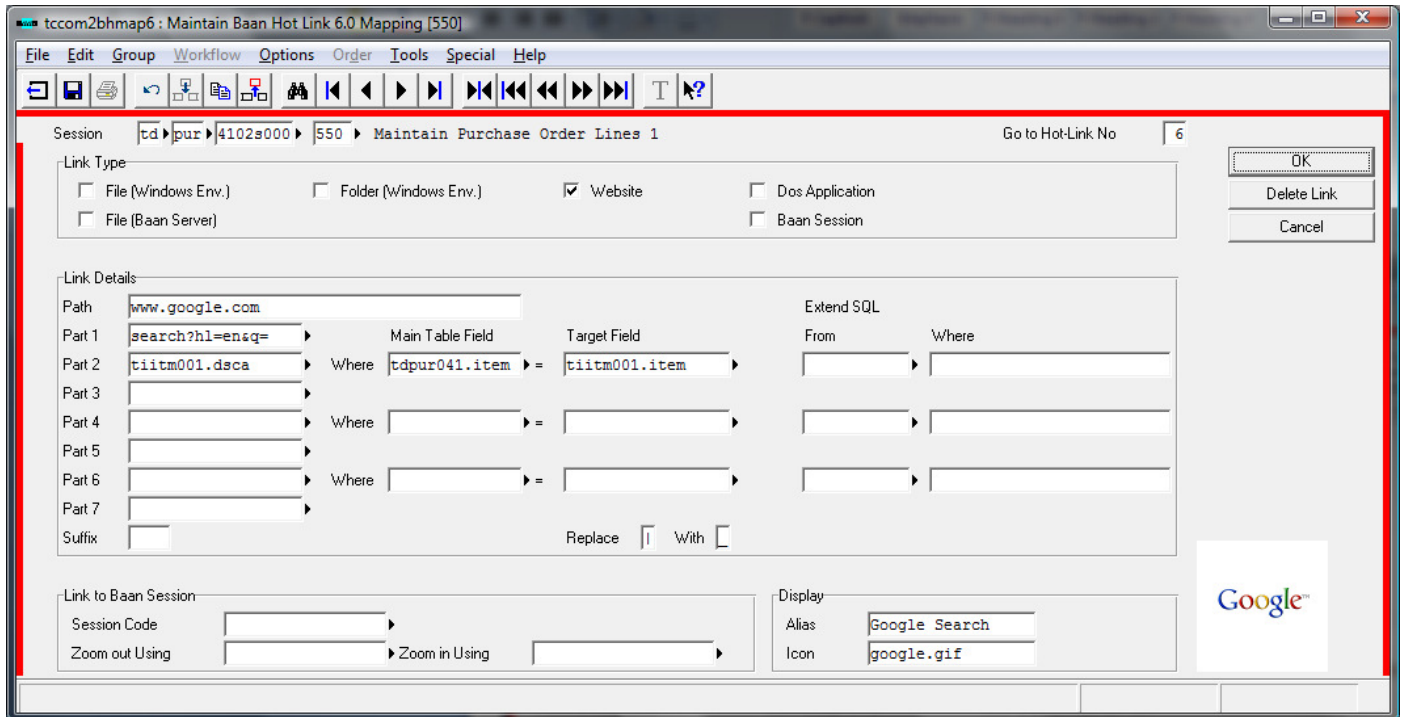 tccom2bhmap6 : Maintain Baan Hot Link 6.0 Mapping [550]
File Edit Group Workflow Options Order Tools Special Help
T ?
Session td pur 4102s000 550 Maintain Purchase Order Lines 1 Go to Hot-Link No 6
Link Type
OK
File (Windows Env.) Folder (Windows Env.) Website Dos Application
Delete Link
File (Baan Server) Baan Session
Cancel
Link Details
Path www.google.com Extend SQL
Part 1 search?hl=en&q= Main Table Field Target Field From Where
Part 2 tiitm001.dsca Where tdpur041.item = tiitm001.item
Part 3
Part 4 Where =
Part 5
Part 6 Where =
Part 7
Suffix Replace | With _
Link to Baan Session
Display
Google™
Session Code Alias Google Search
Zoom out Using Zoom in Using Icon google.gif